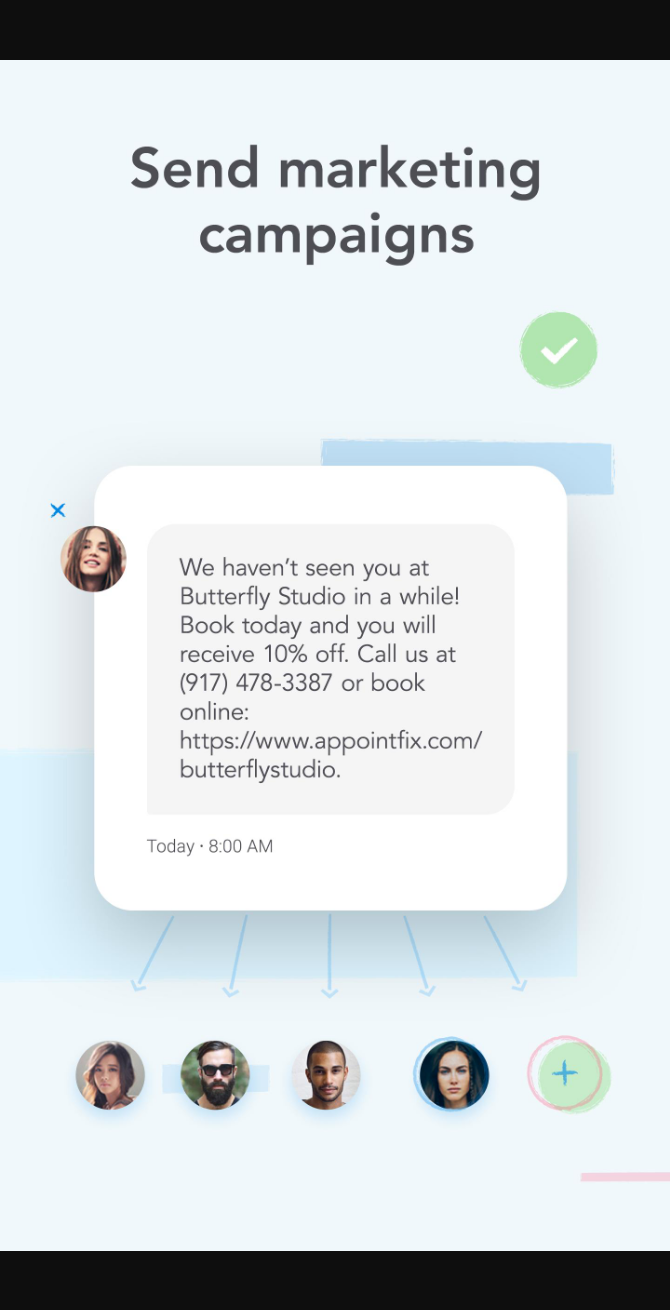 Send marketing
campaigns
We haven’t seen you at
Butterfly Studio in a while!
Book today and you will
receive 10% off. Call us at
(917) 478-3387 or book
online:
https://www.appointfix.com/
butterflystudio.
Today · 8:00 AM